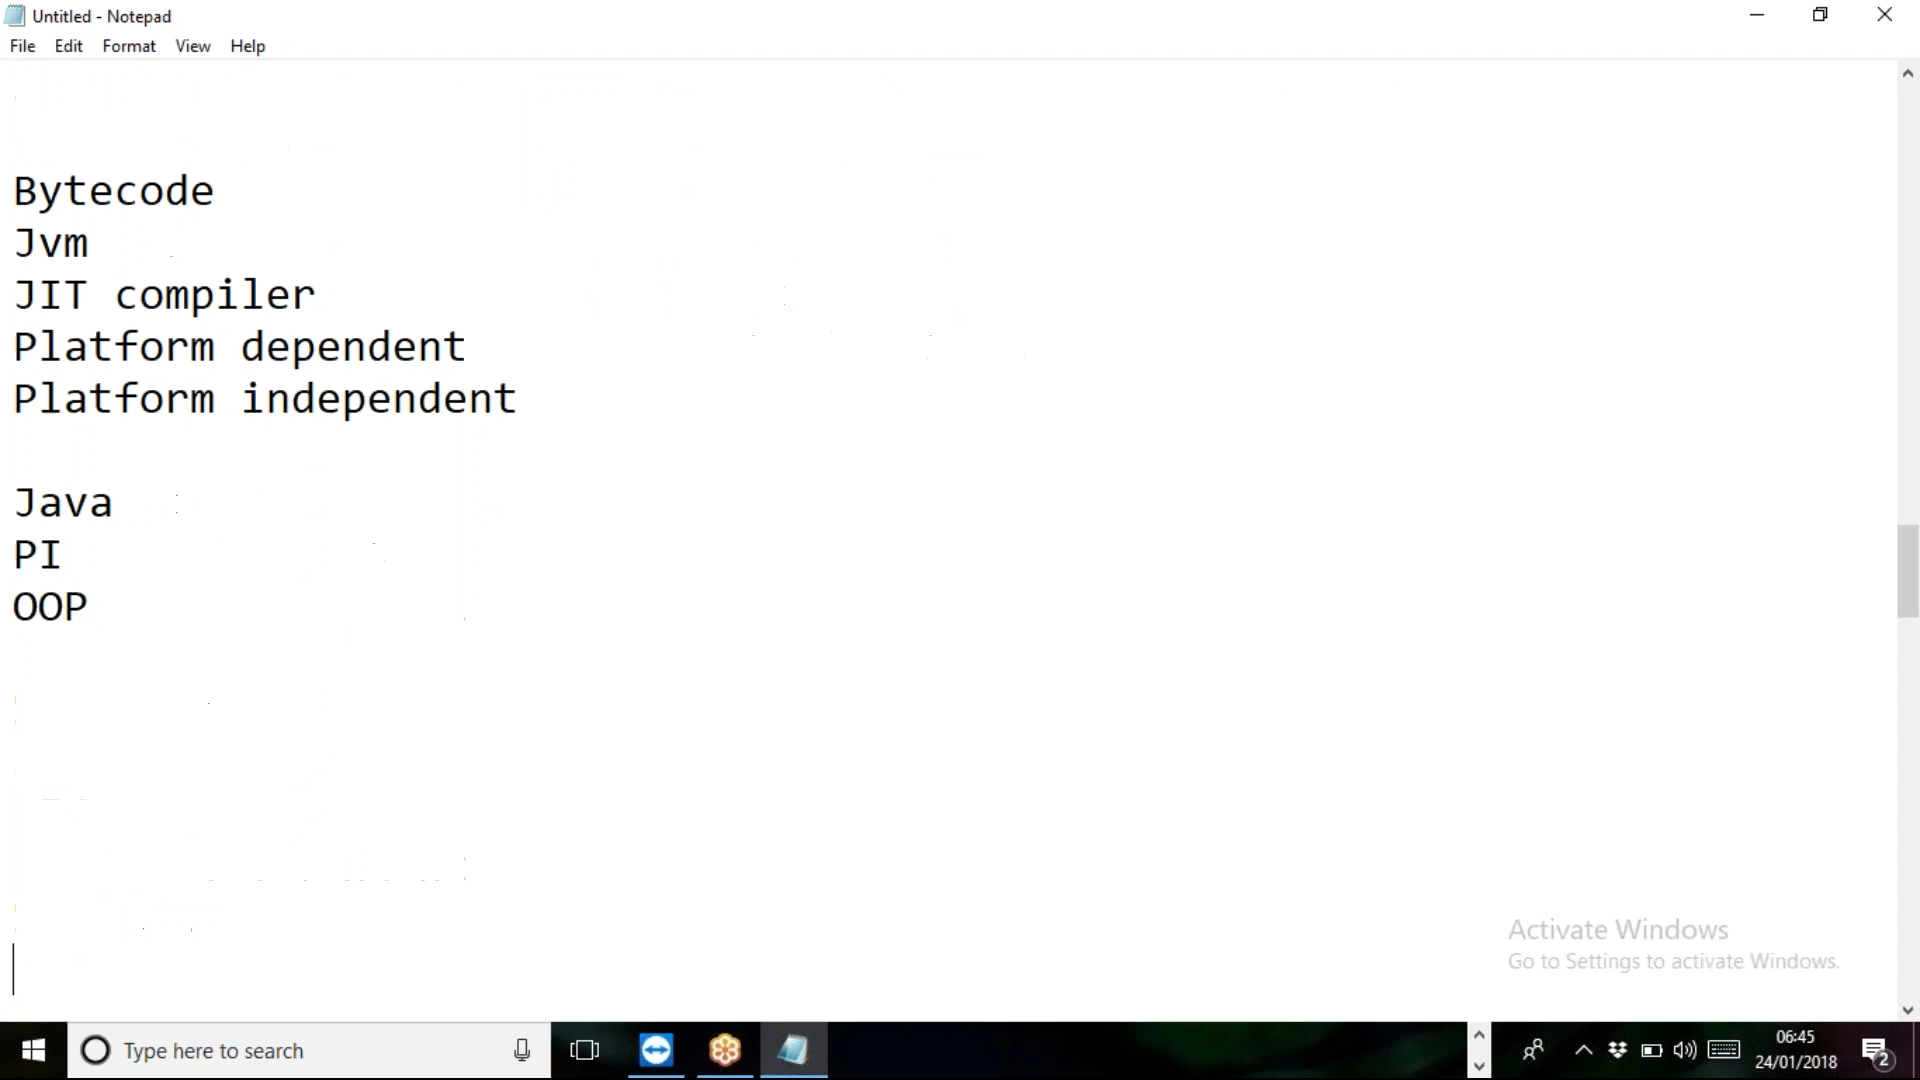 Untitled - Notepad
File Edit Format View Help
Bytecode
Jvm
JIT compiler
Platform dependent
Platform independent
Java
PI
OOP
Activate Windows
Go to Settings to activate Windows.
Type here to search
06:45
24/01/2018
2